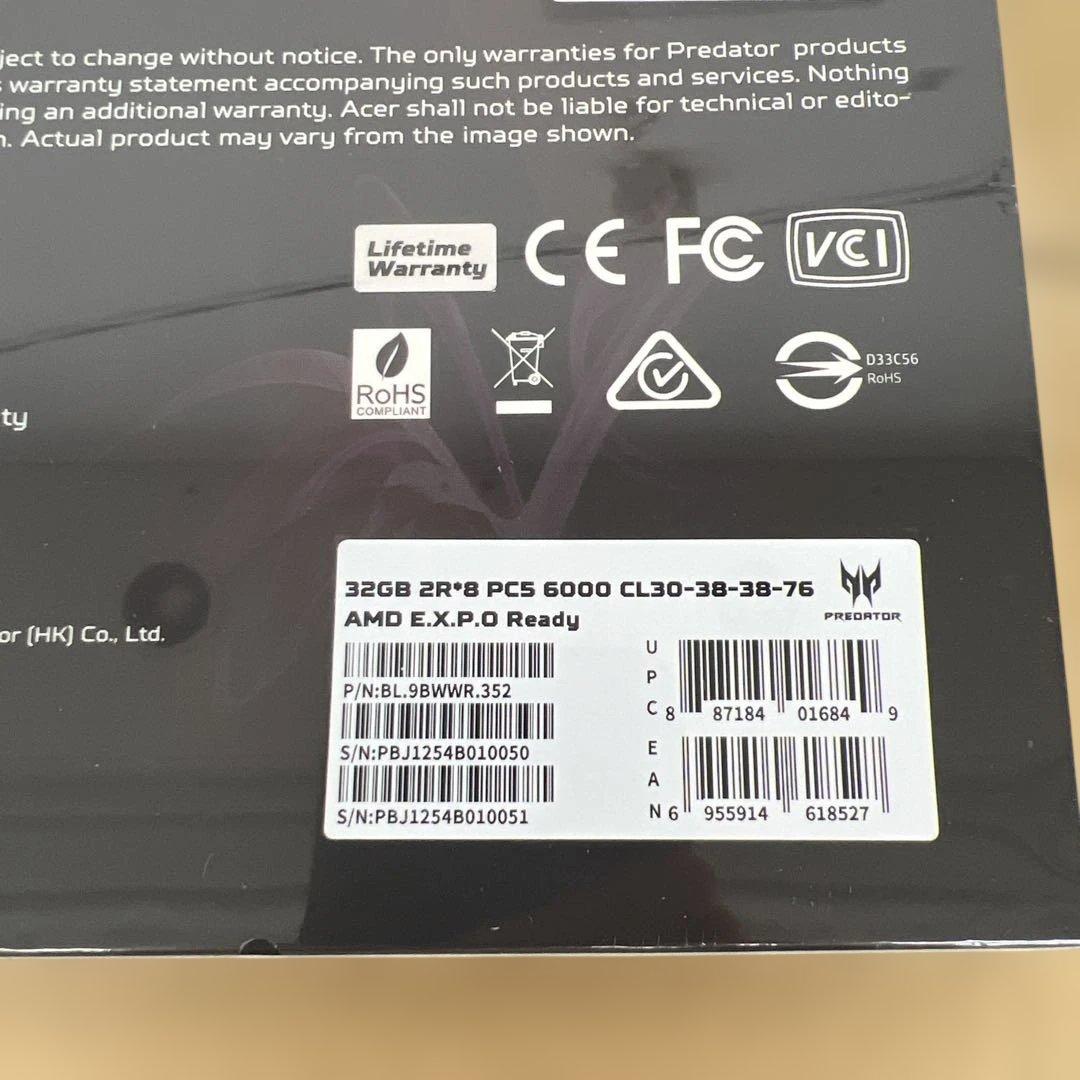 ject to change without notice. The only warranties for Predator products
warranty statement accompanying such products and services. Nothing
ing an additional warranty. Acer shall not be liable for technical or edito-
n. Actual product may vary from the image shown.
Lifetime
Warranty
CE FC VCI
RoHS
COMPLIANT
D33C56
RoHS
ty
or (HK) Co., Ltd.
32GB 2R*8 PC5 6000 CL30-38-38-76
AMD E.X.P.O Ready
PREDATOR
P/N:BL.9BWWR.352
S/N:PBJ1254B010050
S/N:PBJ1254B010051
UPC
8 87184 01684 9
EAN
6 955914 618527